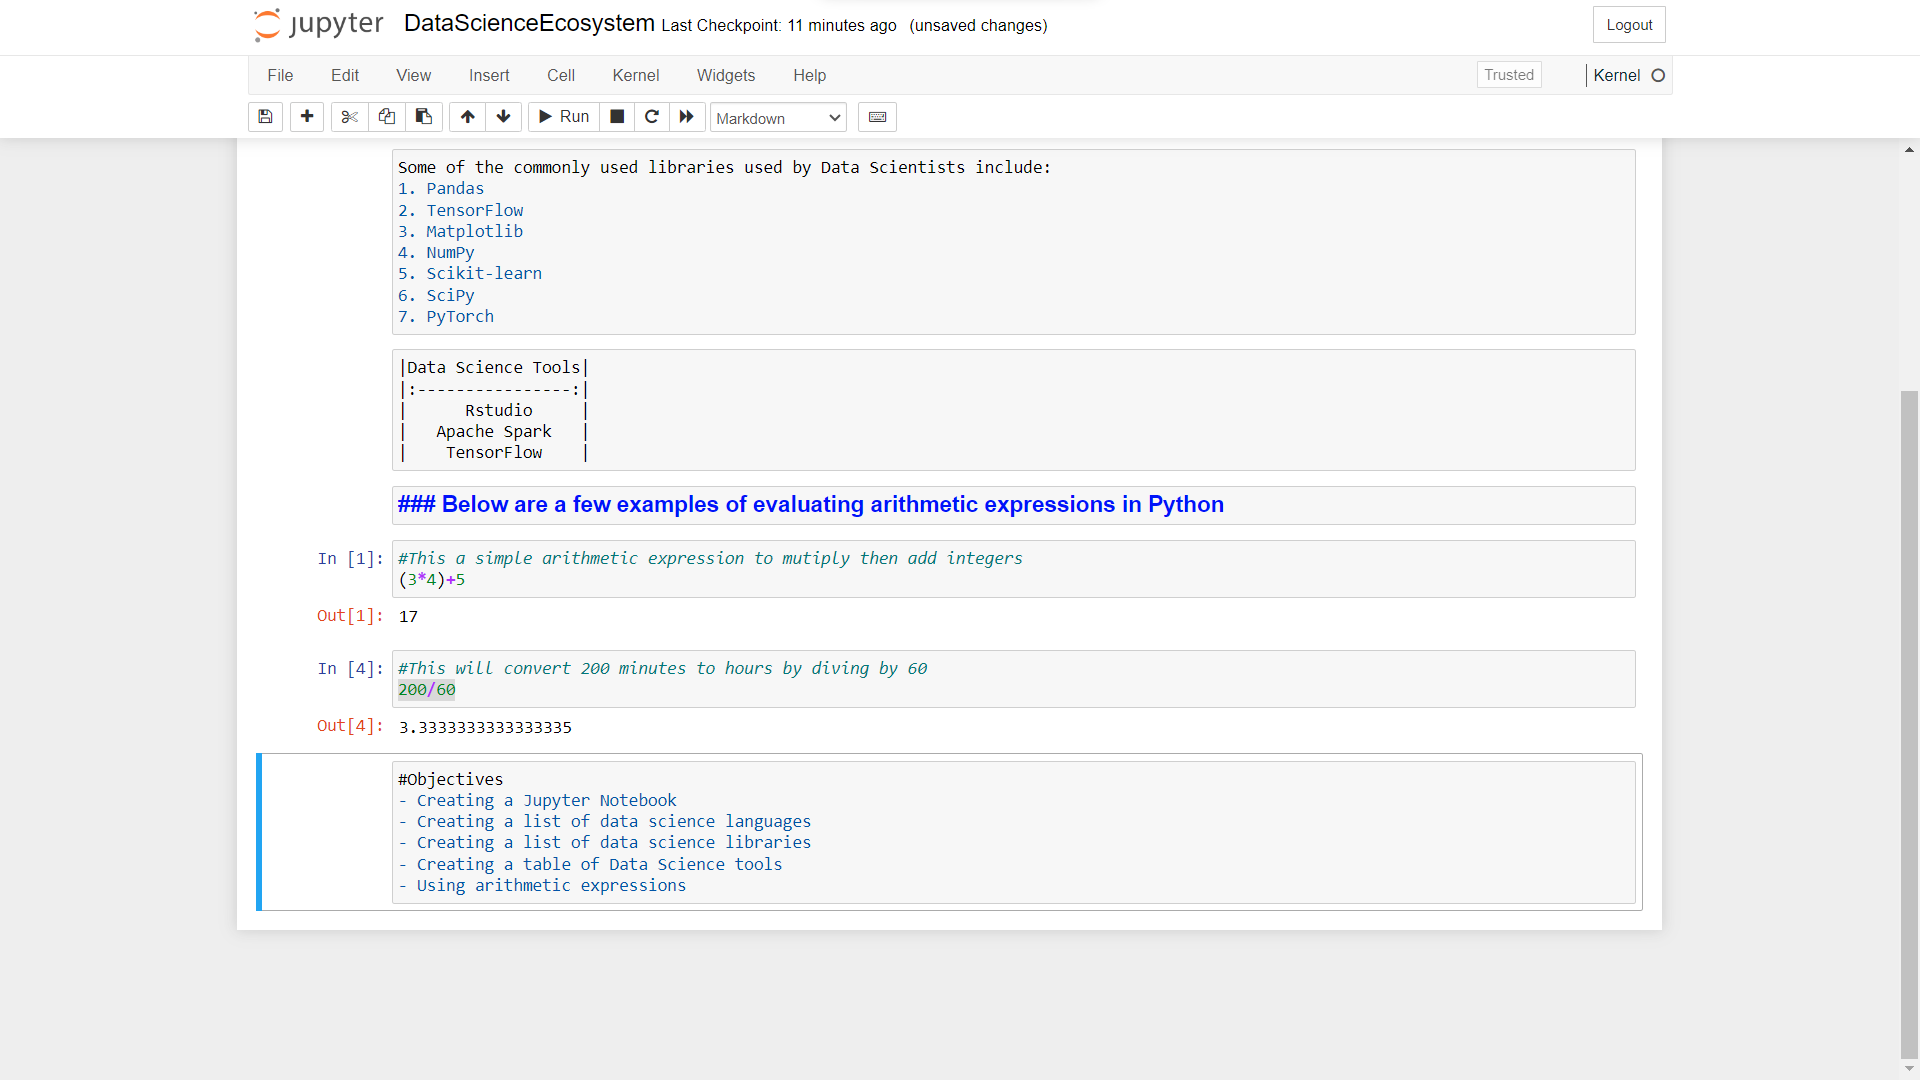 jupyter DataScienceEcosystem Last Checkpoint: 11 minutes ago (unsaved changes) Logout
File Edit View Insert Cell Kernel Widgets Help Trusted Kernel
Run Markdown
Some of the commonly used libraries used by Data Scientists include:
1. Pandas
2. TensorFlow
3. Matplotlib
4. NumPy
5. Scikit-learn
6. SciPy
7. PyTorch
|Data Science Tools|
|:----------------:|
|      Rstudio     |
|   Apache Spark   |
|    TensorFlow    |
### Below are a few examples of evaluating arithmetic expressions in Python
In [1]: #This a simple arithmetic expression to mutiply then add integers
(3*4)+5
Out[1]: 17
In [4]: #This will convert 200 minutes to hours by diving by 60
200/60
Out[4]: 3.3333333333333335
#Objectives
- Creating a Jupyter Notebook
- Creating a list of data science languages
- Creating a list of data science libraries
- Creating a table of Data Science tools
- Using arithmetic expressions